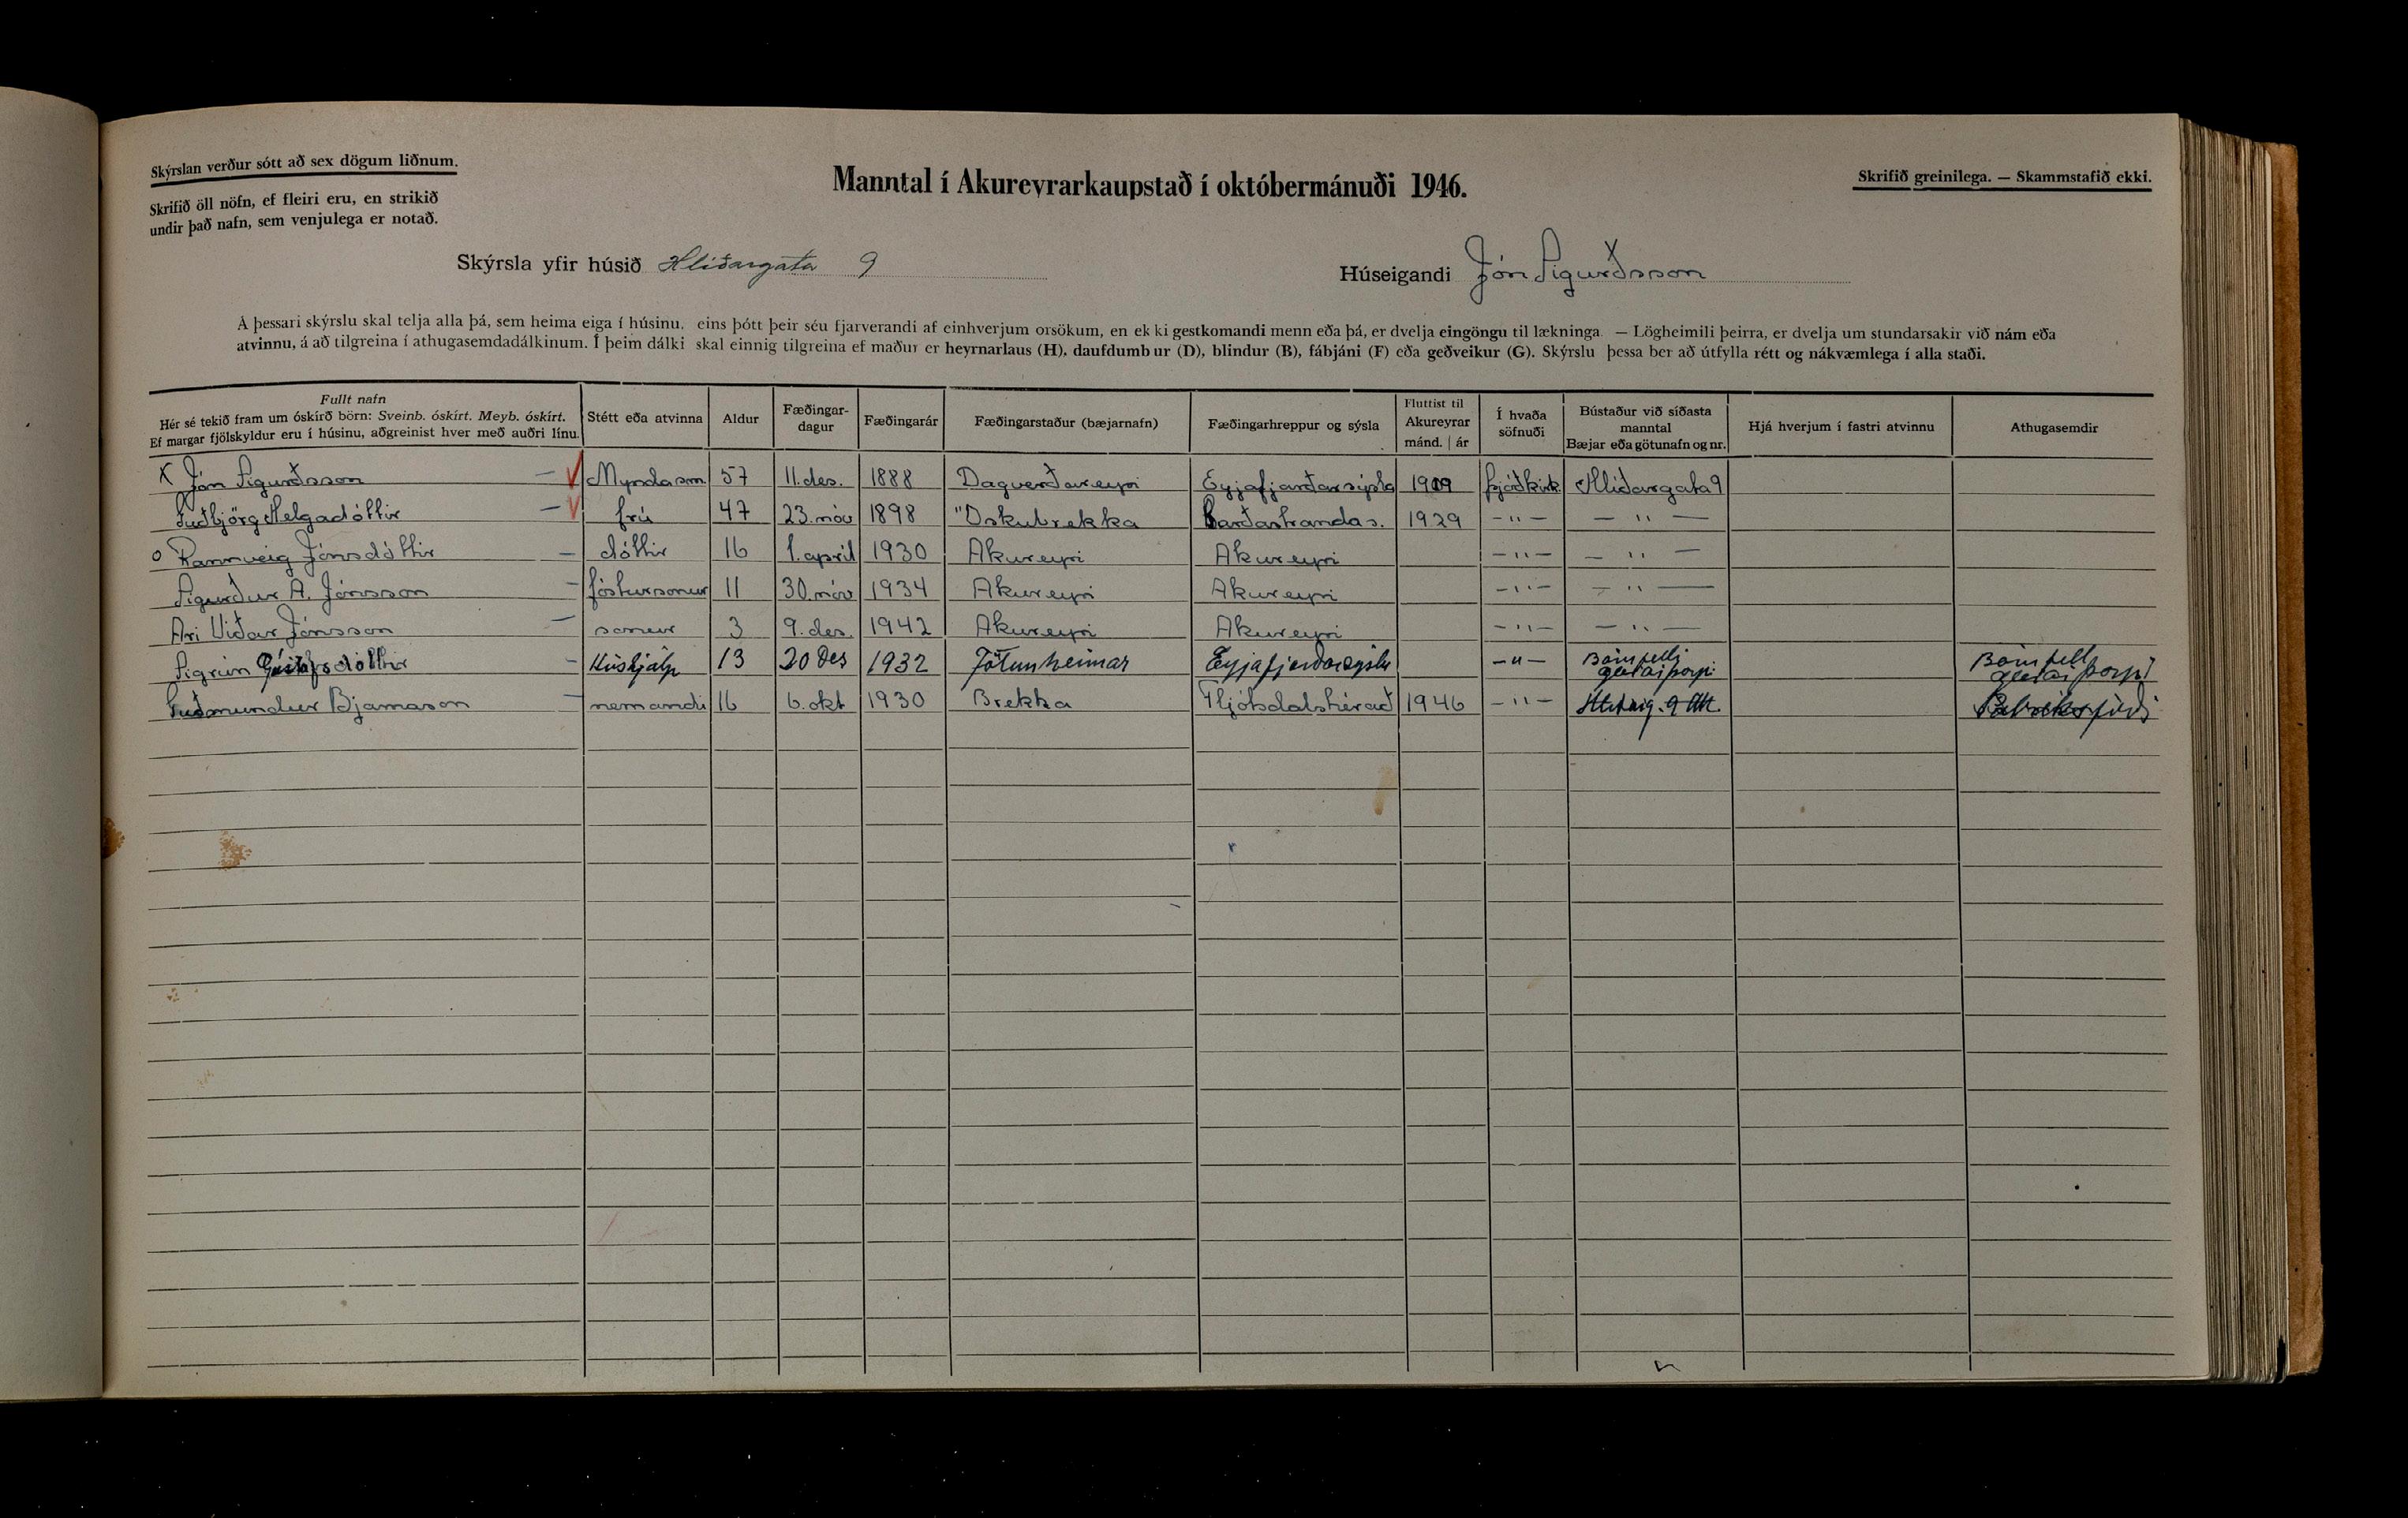 Skýrslan verður sótt að sex dögum liðnum.
Skrifið öll nöfn, ef fleiri eru, en strikið
undir það nafn, sem venjulega er notað.
Manntal í Akureyrarkaupstað í októbermánuði 1946.
Skrifið greinilega. — Skammstafið ekki.
Skýrsla yfir húsið Hlíðargata 9
Húseigandi Jón Sigurðsson
Á þessari skýrslu skal telja alla þá, sem heima eiga í húsinu, eins þótt þeir séu fjarverandi af einhverjum orsökum, en ekki gestkomandi menn eða þá, er dvelja eingöngu til lækninga. — Lögheimili þeirra, er dvelja um stundarsakir við nám eða
atvinnu, á að tilgreina í athugasemdadálkinum. Í þeim dálki skal einnig tilgreina ef maður er heyrnarlaus (H), daufdumbur (D), blindur (B), fábjáni (F) eða geðveikur (G). Skýrslu þessa ber að útfylla rétt og nákvæmlega í alla staði.
Fullt nafn
Hér sé tekið fram um óskírð börn: Sveinb. óskírt. Meyb. óskírt.
Ef margar fjölskyldur eru í húsinu, aðgreinist hver með auðri línu.
Stétt eða atvinna
Aldur
Fæðingar-
dagur
Fæðingarár
Fæðingarstaður (bæjarnafn)
Fæðingarhreppur og sýsla
Fluttist til
Akureyrar
mánd. | ár
Í hvaða
söfnuði
Bústaður við síðasta
manntal
Bæjar eða götunafn og nr.
Hjá hverjum í fastri atvinnu
Athugasemdir
x Jón Sigurðsson — Myndasm 57 11. des. 1888 Dagverðareyri Eyjafjarðarsýsla 1909 þjóðkirk. Hlíðargata 9
Guðbjörg Helgadóttir — frú 47 23. nóv 1898 "Oskubrekka Barðastrandas. 1929 — " — — " —
o Rannveig Jónsdóttir — dóttir 16 1. apríl 1930 Akureyri Akureyri — " — — " —
Sigurður A. Jónsson — fóstursonur 11 30. nóv 1934 Akureyri Akureyri — " — — " —
Ari Viðar Jónsson — sonur 3 9. des. 1942 Akureyri Akureyri — " — — " —
Sigrún Gústafsdóttir — Húshjálp 13 20 Des 1932 Jötunheimar Eyjafjarðarsýslu — " — glerárþorpi glerárþorpi
Guðmundur Bjarnason — nemandi 16 6. okt 1930 Brekka Fljótsdalshérað 1946 — " — Patreksfirði